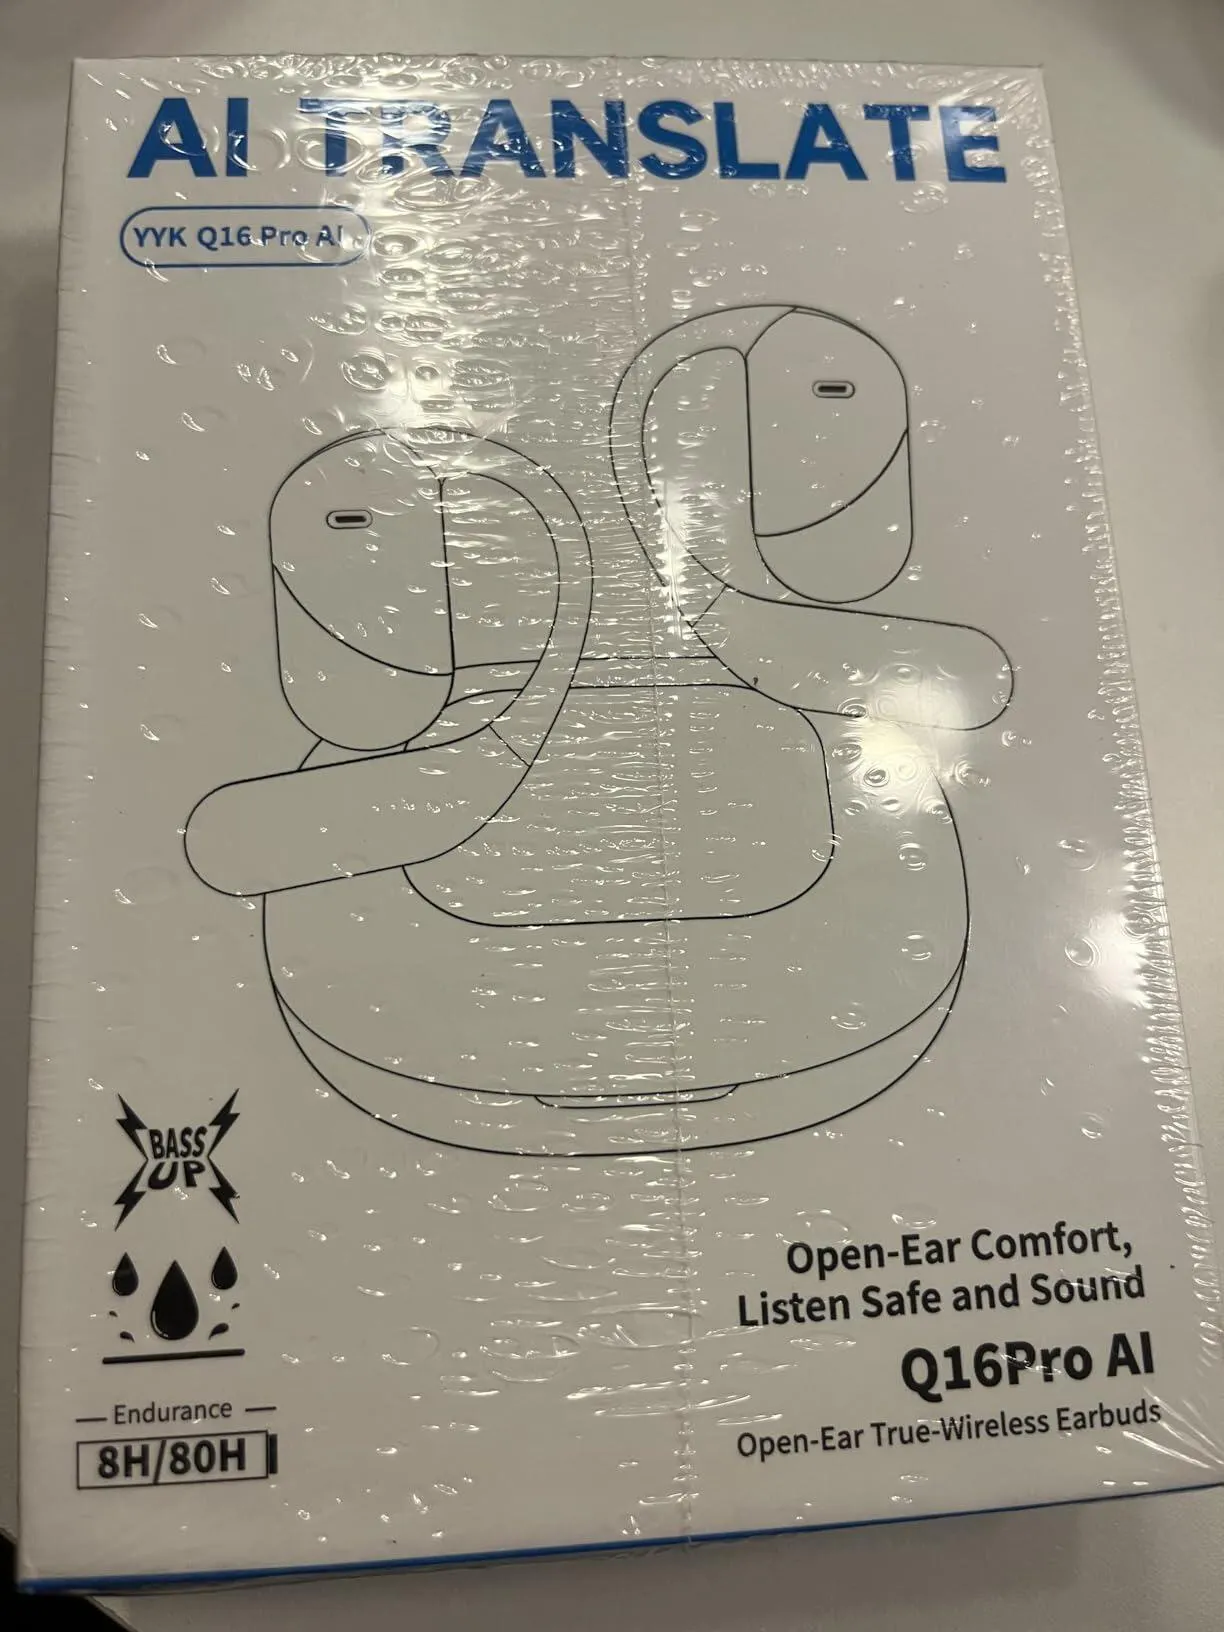 AI TRANSLATE
YYK Q16 Pro AI
BASS
UP
Endurance
8H/80H
Open-Ear Comfort,
Listen Safe and Sound
Q16Pro AI
Open-Ear True-Wireless Earbuds